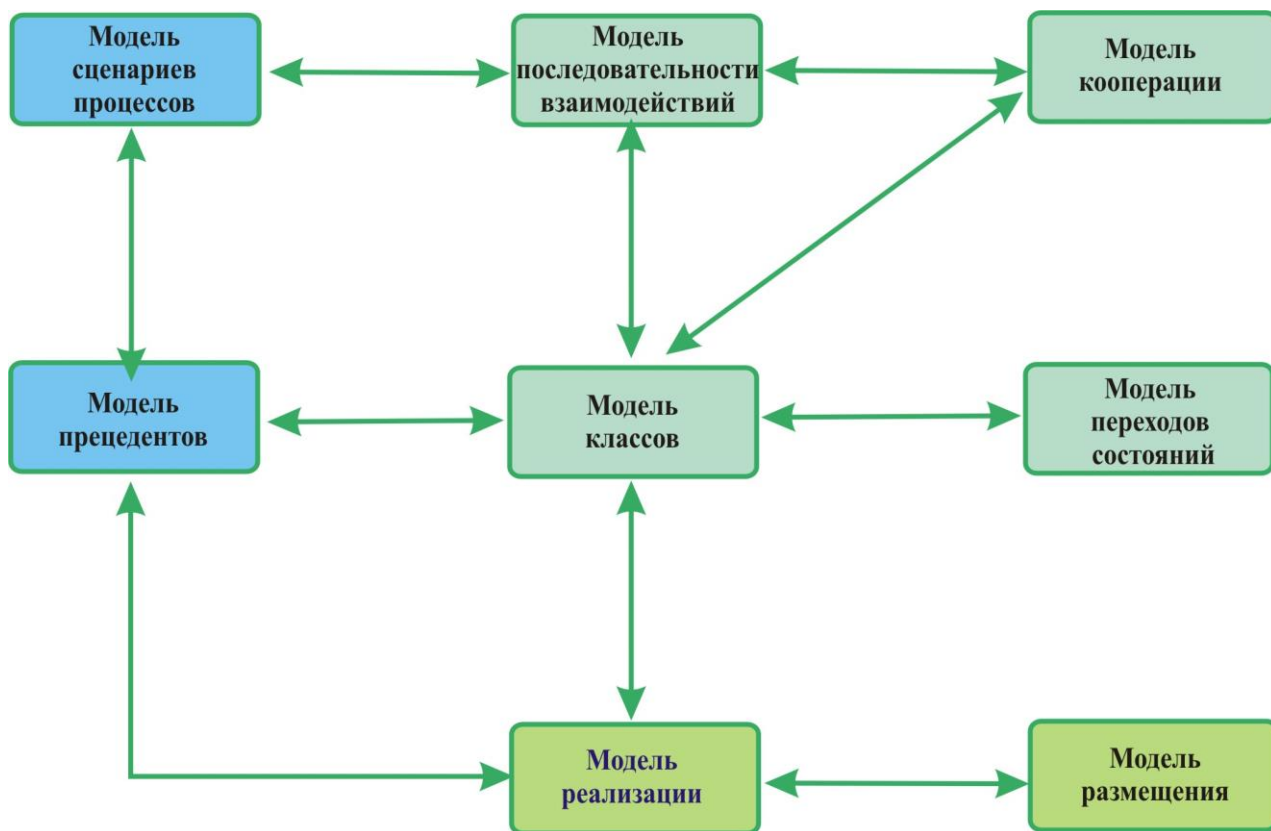 Модель
сценариев
процессов
Модель
последовательности
взаимодействий
Модель
кооперации
Модель
прецедентов
Модель
классов
Модель
переходов
состояний
Модель
реализации
Модель
размещения